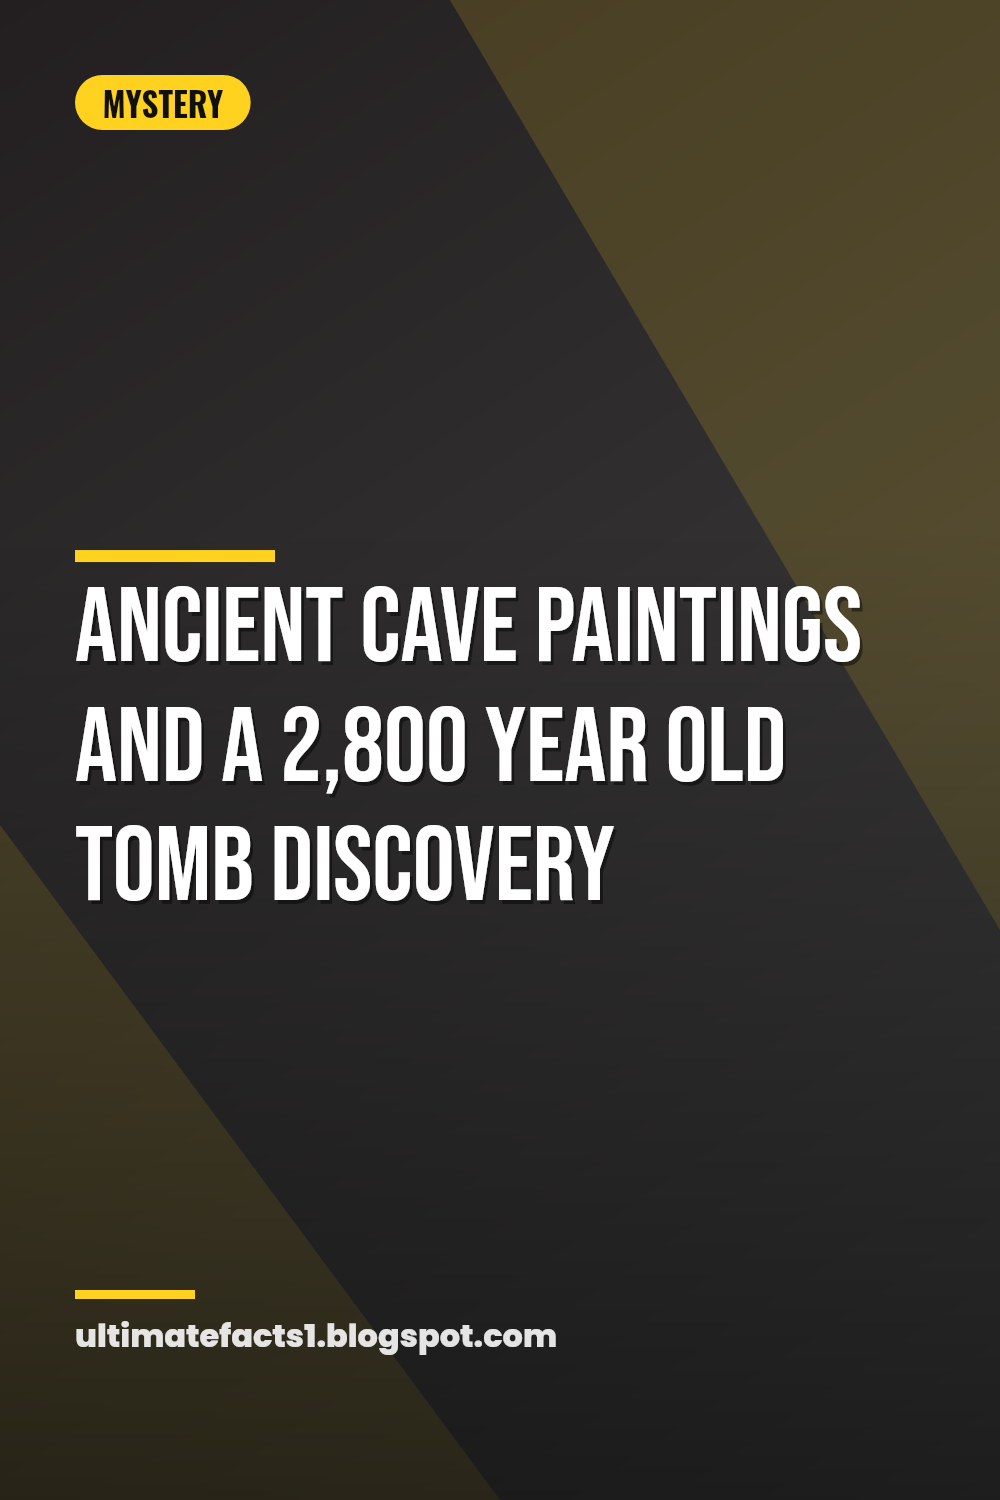 MYSTERY
ANCIENT CAVE PAINTINGS
AND A 2,800 YEAR OLD
TOMB DISCOVERY
ultimatefacts1.blogspot.com